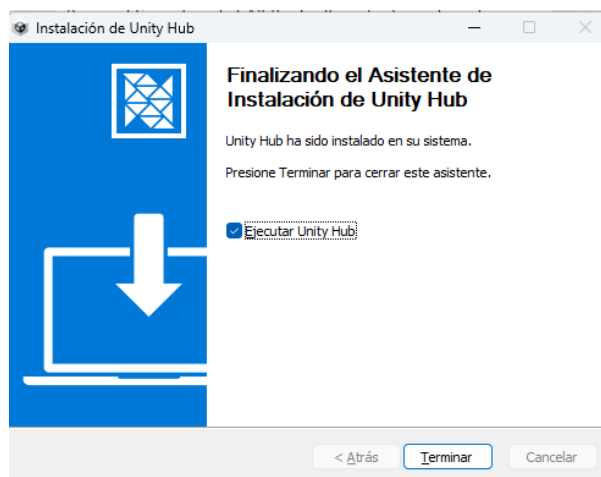 Instalación de Unity Hub
Finalizando el Asistente de
Instalación de Unity Hub
Unity Hub ha sido instalado en su sistema.
Presione Terminar para cerrar este asistente.
Ejecutar Unity Hub
< Atrás
Terminar
Cancelar